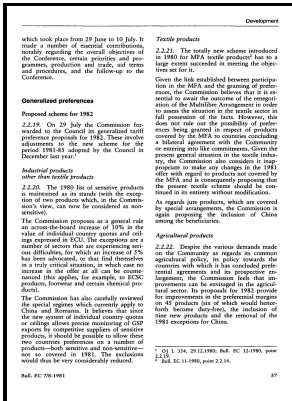 Development
which took place from 29 June to 10 July. It
made a number of essential contributions,
notably regarding the overall objectives of
the Conference, certain priorities and pro-
grammes, production and trade, aid terms
and procedures, and the follow-up to the
Conference.
Generalized preferences
Proposed scheme for 1982
2.2.19. On 29 July the Commission for-
warded to the Council its generalized tariff
preference proposals for 1982. These involve
adjustments to the new scheme for the
period 1981-85 adopted by the Council in
December last year.¹
Industrial products
other than textile products
2.2.20. The 1980 list of sensitive products
is maintained as its stands (with the excep-
tion of two products which, in the Commis-
sion's view, can now be considered as non-
sensitive).
The Commission proposes as a general rule
an across-the-board increase of 10% in the
value of individual country quotas and ceil-
ings expressed in ECU. The exceptions are a
number of sectors that are experiencing seri-
ous difficulties, for which an increase of 5%
has been advocated, or that find themselves
in a truly critical situation, in which case no
increase in the offer at all can be counte-
nanced (this applies, for example, to ECSC
products, footwear and certain chemical pro-
ducts).
The Commission has also carefully reviewed
the special regimes which currently apply to
China and Romania. It believes that since
the new system of individual country quotas
or ceilings allows precise monitoring of GSP
exports by competitive suppliers of sensitive
products, it should be possible to allow these
two countries preferences on a number of
products—both sensitive and non-sensitive—
not so covered in 1981. The exclusions
would thus be very considerably reduced.
Textile products
2.2.21. The totally new scheme introduced
in 1980 for MFA textile products² has to a
large extent succeeded in meeting the objec-
tives set for it.
Given the link established between participa-
tion in the MFA and the granting of prefer-
ences, the Commission believes that it is es-
sential to await the outcome of the renegoti-
ation of the Multifibre Arrangement in order
to assess the situation in the textile sector in
full possession of the facts. However, this
does not rule out the possibility of prefer-
ences being granted in respect of products
covered by the MFA to countries concluding
a bilateral agreement with the Community
or entering into like commitments. Given the
present general situation in the textile indus-
try, the Commission also considers it inap-
propriate to make any changes in the 1981
offer with regard to products not covered by
the MFA and is consequently proposing that
the present textile scheme should be con-
tinued in its entirety without modification.
As regards jute products, which are covered
by special arrangements, the Commission is
again proposing the inclusion of China
among the beneficiaries.
Agricultural products
2.2.22. Despite the various demands made
on the Community as regards its common
agricultural policy, its policy towards the
countries with which it has concluded prefe-
rential agreements and its prospective en-
largement, the Commission feels that im-
provements can be envisaged in the agricul-
tural sector. Its proposals for 1982 provide
for improvements in the preferential margins
on 45 products (six of which would hence-
forth become duty-free), the inclusion of
nine new products and the removal of the
1981 exceptions for China.
¹ OJ L 354, 29.12.1980; Bull. EC 12-1980, point
2.2.19.
² Bull. EC 11-1980, point 2.2.14.
Bull. EC 7/8-1981
57